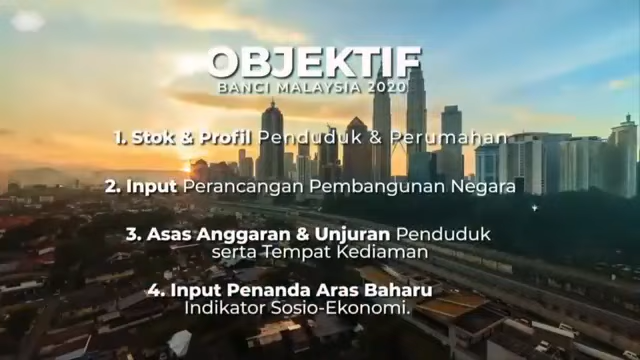 OBJEKTIF
BANCI MALAYSIA 2020
1. Stok & Profil Penduduk & Perumahan
2. Input Perancangan Pembangunan Negara
3. Asas Anggaran & Unjuran Penduduk
serta Tempat Kediaman
4. Input Penanda Aras Baharu
Indikator Sosio-Ekonomi.